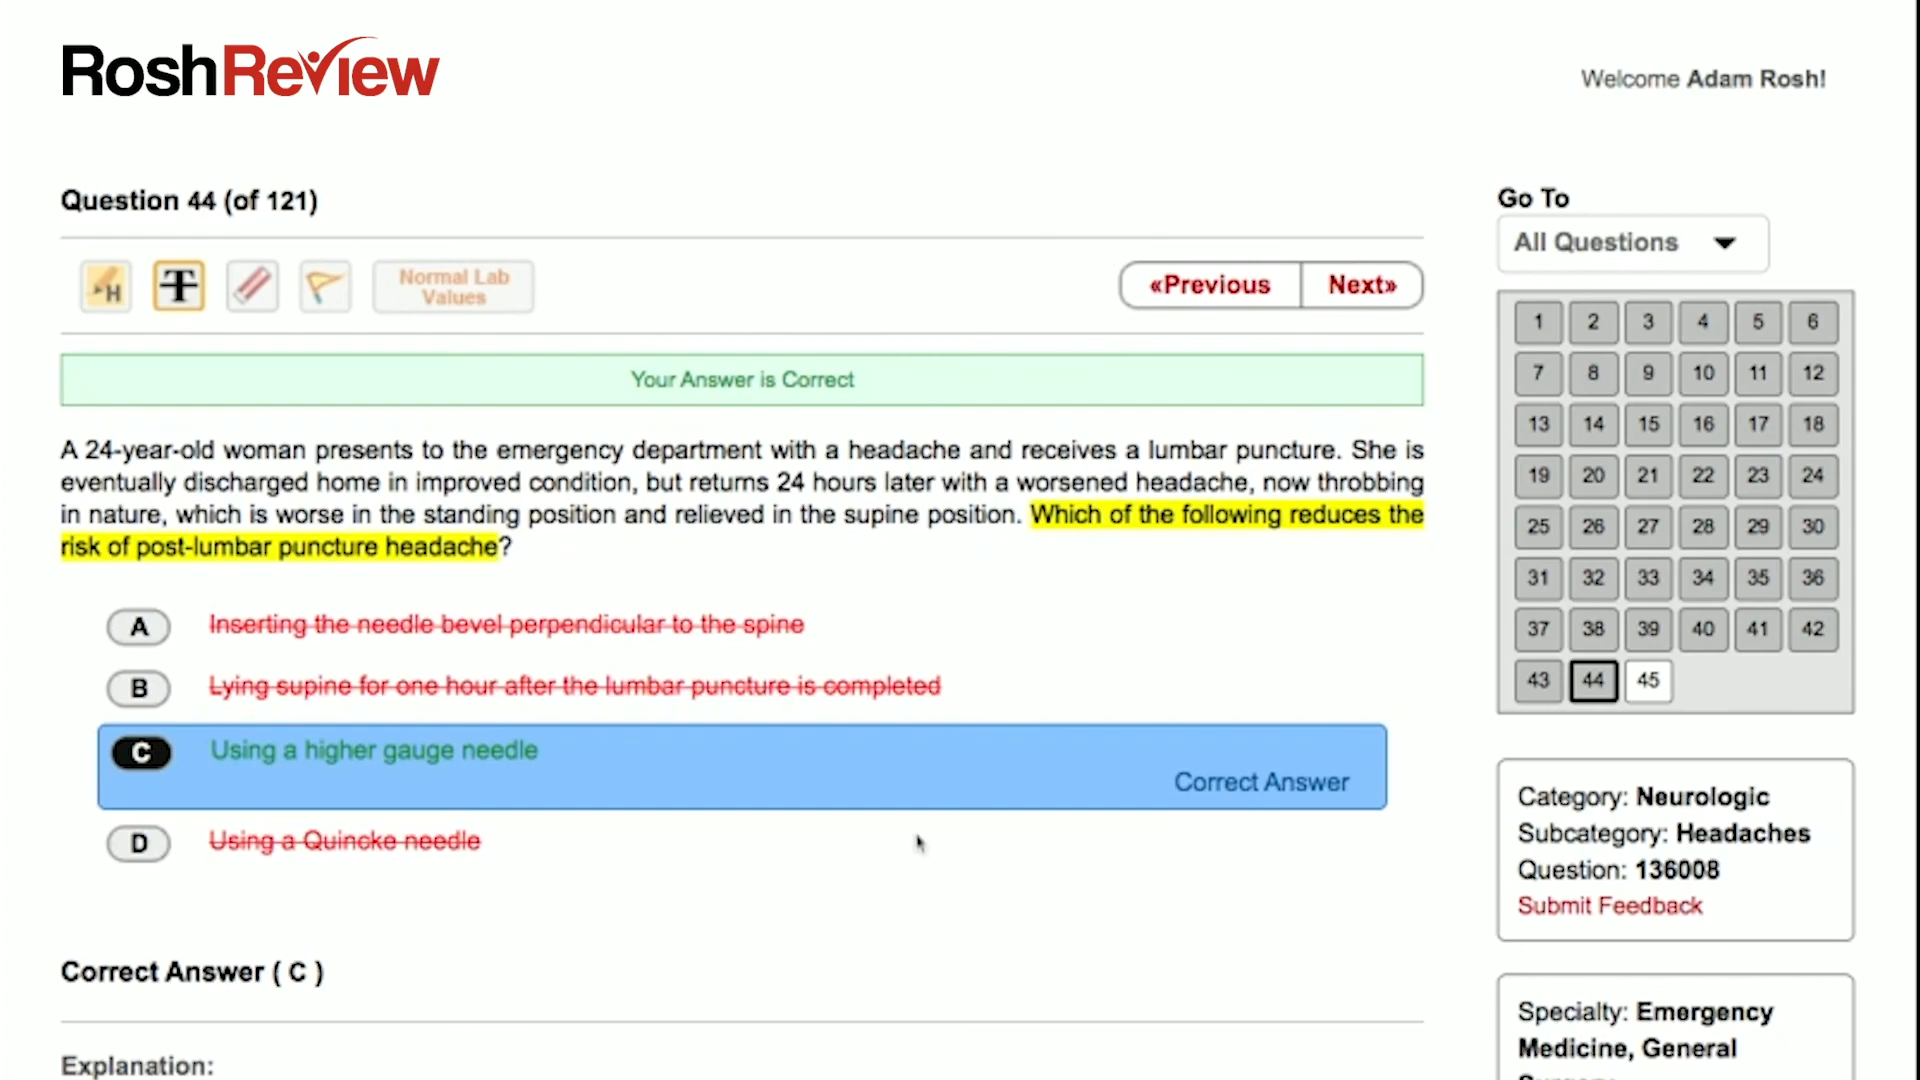 RoshReview
Welcome Adam Rosh!
Question 44 (of 121)
H
T
Normal Lab
Values
«Previous
Next»
Your Answer is Correct
A 24-year-old woman presents to the emergency department with a headache and receives a lumbar puncture. She is
eventually discharged home in improved condition, but returns 24 hours later with a worsened headache, now throbbing
in nature, which is worse in the standing position and relieved in the supine position. Which of the following reduces the
risk of post-lumbar puncture headache?
A Inserting the needle bevel perpendicular to the spine
B Lying supine for one hour after the lumbar puncture is completed
C Using a higher gauge needle
Correct Answer
D Using a Quincke needle
Correct Answer ( C )
Explanation:
Go To
All Questions
1 2 3 4 5 6
7 8 9 10 11 12
13 14 15 16 17 18
19 20 21 22 23 24
25 26 27 28 29 30
31 32 33 34 35 36
37 38 39 40 41 42
43 44 45
Category: Neurologic
Subcategory: Headaches
Question: 136008
Submit Feedback
Specialty: Emergency
Medicine, General